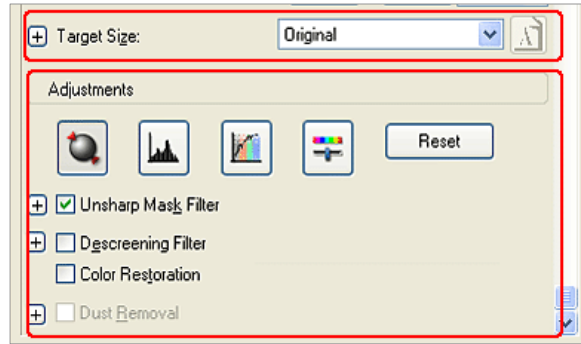 Target Size: Original
Adjustments
Reset
Unsharp Mask Filter
Descreening Filter
Color Restoration
Dust Removal